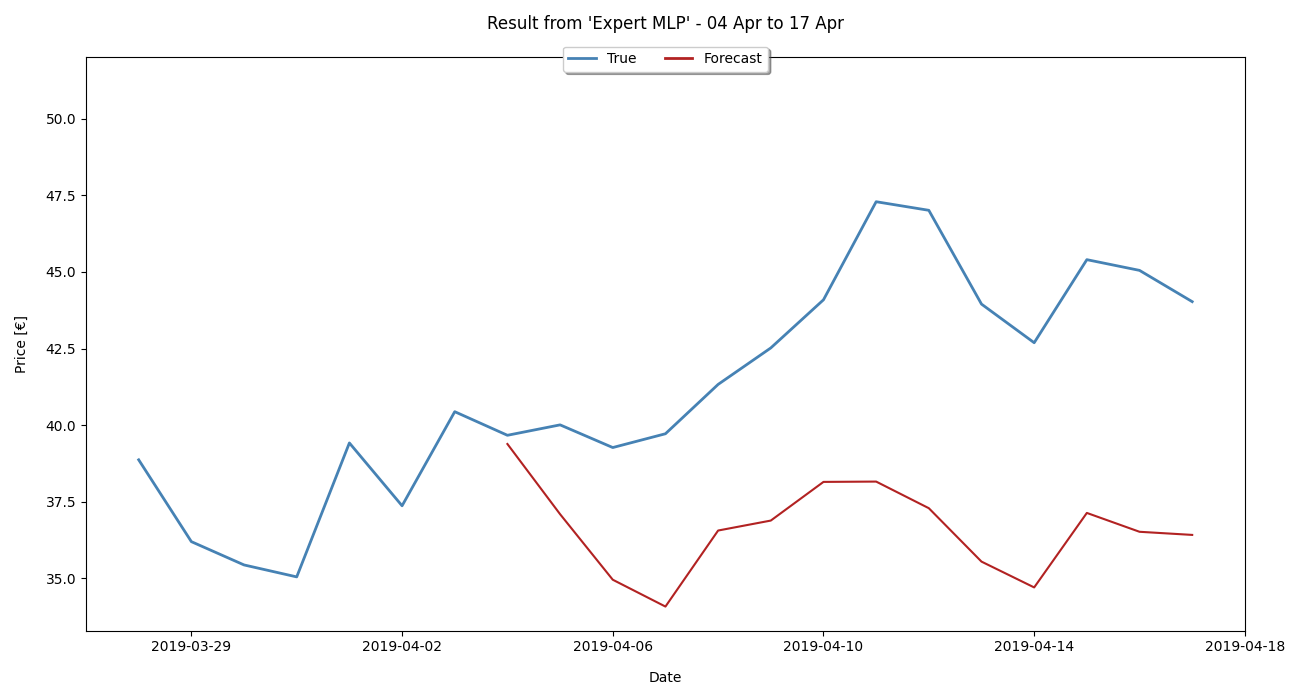 Result from 'Expert MLP' - 04 Apr to 17 Apr
True Forecast
50.0
47.5
45.0
42.5
40.0
37.5
35.0
Price [€]
2019-03-29 2019-04-02 2019-04-06 2019-04-10 2019-04-14 2019-04-18
Date